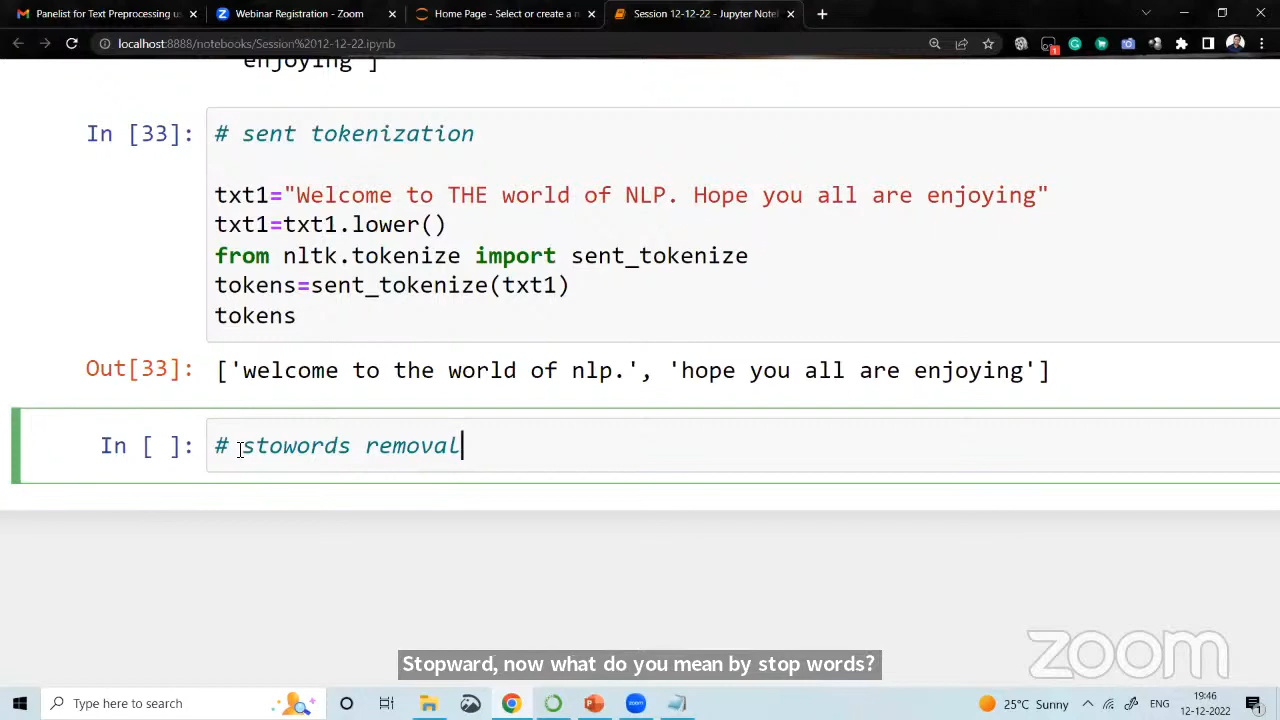 Panelist for Text Preprocessing u
Webinar Registration - Zoom
Home Page - Select or create a n
Session 12-12-22 - Jupyter Notel
localhost:8888/notebooks/Session%2012-12-22.ipynb
1
enjoying']
In [33]:
# sent tokenization
txt1="Welcome to THE world of NLP. Hope you all are enjoying"
txt1=txt1.lower()
from nltk.tokenize import sent_tokenize
tokens=sent_tokenize(txt1)
tokens
Out[33]:
['welcome to the world of nlp.', 'hope you all are enjoying']
In [ ]:
# stowords removal
Stopward, now what do you mean by stop words?
zoom
Type here to search
zoom
25°C Sunny
ENG
19:46
12-12-2022
1